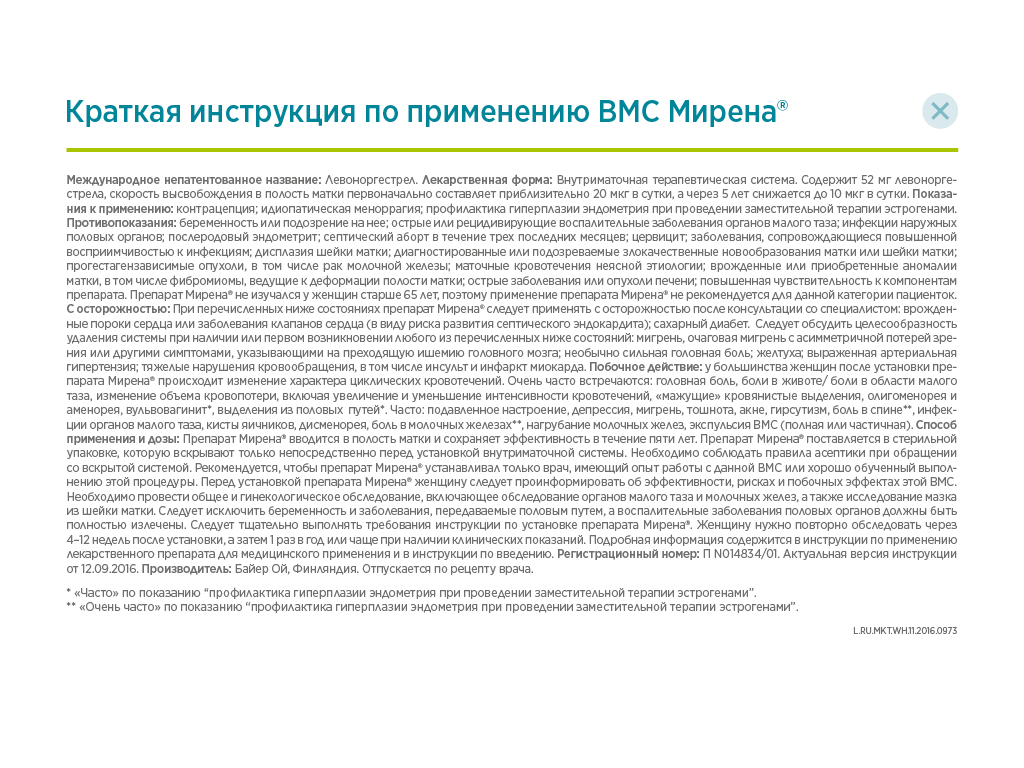 Краткая инструкция по применению ВМС Мирена®
Международное непатентованное название: Левоноргестрел. Лекарственная форма: Внутриматочная терапевтическая система. Содержит 52 мг левонорге-
стрела, скорость высвобождения в полость матки первоначально составляет приблизительно 20 мкг в сутки, а через 5 лет снижается до 10 мкг в сутки. Показа-
ния к применению: контрацепция; идиопатическая меноррагия; профилактика гиперплазии эндометрия при проведении заместительной терапии эстрогенами.
Противопоказания: беременность или подозрение на нее; острые или рецидивирующие воспалительные заболевания органов малого таза; инфекции наружных
половых органов; послеродовый эндометрит; септический аборт в течение трех последних месяцев; цервицит; заболевания, сопровождающиеся повышенной
восприимчивостью к инфекциям; дисплазия шейки матки; диагностированные или подозреваемые злокачественные новообразования матки или шейки матки;
прогестагензависимые опухоли, в том числе рак молочной железы; маточные кровотечения неясной этиологии; врожденные или приобретенные аномалии
матки, в том числе фибромиомы, ведущие к деформации полости матки; острые заболевания или опухоли печени; повышенная чувствительность к компонентам
препарата. Препарат Мирена® не изучался у женщин старше 65 лет, поэтому применение препарата Мирена® не рекомендуется для данной категории пациенток.
С осторожностью: При перечисленных ниже состояниях препарат Мирена® следует применять с осторожностью после консультации со специалистом: врожден-
ные пороки сердца или заболевания клапанов сердца (в виду риска развития септического эндокардита); сахарный диабет. Следует обсудить целесообразность
удаления системы при наличии или первом возникновении любого из перечисленных ниже состояний: мигрень, очаговая мигрень с асимметричной потерей зре-
ния или другими симптомами, указывающими на преходящую ишемию головного мозга; необычно сильная головная боль; желтуха; выраженная артериальная
гипертензия; тяжелые нарушения кровообращения, в том числе инсульт и инфаркт миокарда. Побочное действие: у большинства женщин после установки пре-
парата Мирена® происходит изменение характера циклических кровотечений. Очень часто встречаются: головная боль, боли в животе/ боли в области малого
таза, изменение объема кровопотери, включая увеличение и уменьшение интенсивности кровотечений, «мажущие» кровянистые выделения, олигоменорея и
аменорея, вульвовагинит*, выделения из половых путей*. Часто: подавленное настроение, депрессия, мигрень, тошнота, акне, гирсутизм, боль в спине**, инфек-
ции органов малого таза, кисты яичников, дисменорея, боль в молочных железах**, нагрубание молочных желез, экспульсия ВМС (полная или частичная). Способ
применения и дозы: Препарат Мирена® вводится в полость матки и сохраняет эффективность в течение пяти лет. Препарат Мирена® поставляется в стерильной
упаковке, которую вскрывают только непосредственно перед установкой внутриматочной системы. Необходимо соблюдать правила асептики при обращении
со вскрытой системой. Рекомендуется, чтобы препарат Мирена® устанавливал только врач, имеющий опыт работы с данной ВМС или хорошо обученный выпол-
нению этой процедуры. Перед установкой препарата Мирена® женщину следует проинформировать об эффективности, рисках и побочных эффектах этой ВМС.
Необходимо провести общее и гинекологическое обследование, включающее обследование органов малого таза и молочных желез, а также исследование мазка
из шейки матки. Следует исключить беременность и заболевания, передаваемые половым путем, а воспалительные заболевания половых органов должны быть
полностью излечены. Следует тщательно выполнять требования инструкции по установке препарата Мирена®. Женщину нужно повторно обследовать через
4–12 недель после установки, а затем 1 раз в год или чаще при наличии клинических показаний. Подробная информация содержится в инструкции по применению
лекарственного препарата для медицинского применения и в инструкции по введению. Регистрационный номер: П N014834/01. Актуальная версия инструкции
от 12.09.2016. Производитель: Байер Ой, Финляндия. Отпускается по рецепту врача.
* «Часто» по показанию “профилактика гиперплазии эндометрия при проведении заместительной терапии эстрогенами”.
** «Очень часто» по показанию “профилактика гиперплазии эндометрия при проведении заместительной терапии эстрогенами”.
L.RU.MKT.WH.11.2016.0973